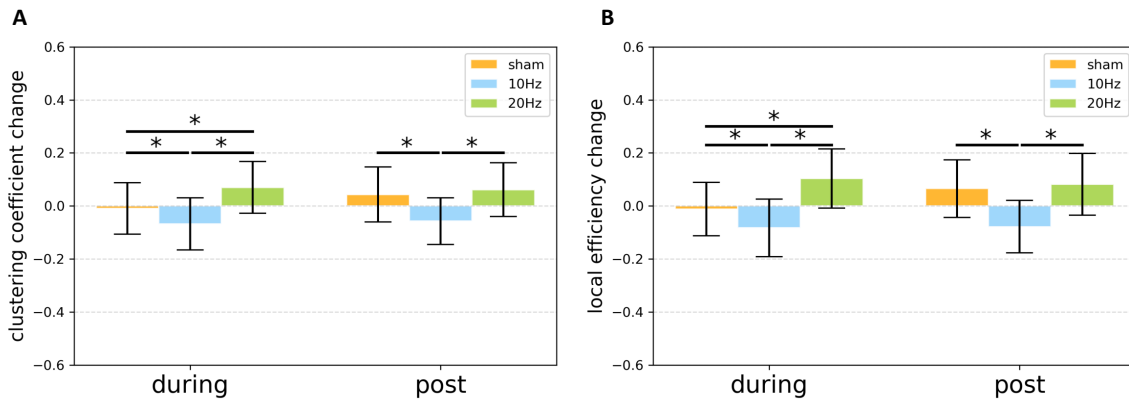 A
clustering coefficient change
0.6
0.4
0.2
0.0
−0.2
−0.4
−0.6
sham
10Hz
20Hz
*
* *
* *
during post
B
local efficiency change
0.6
0.4
0.2
0.0
−0.2
−0.4
−0.6
sham
10Hz
20Hz
*
* *
* *
during post